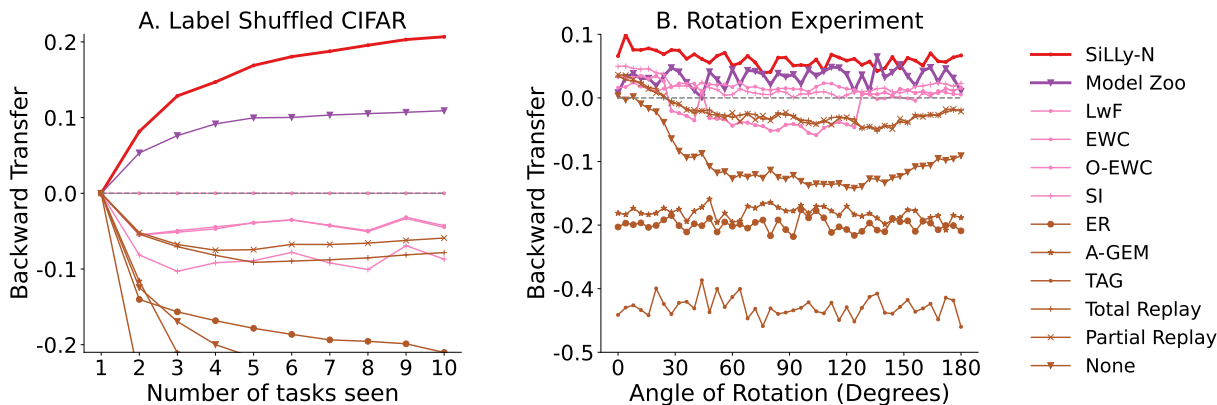 A. Label Shuffled CIFAR
Backward Transfer
0.2
0.1
0.0
-0.1
-0.2
1 2 3 4 5 6 7 8 9 10
Number of tasks seen
B. Rotation Experiment
Backward Transfer
0.1
0.0
-0.1
-0.2
-0.4
-0.5
0 30 60 90 120 150 180
Angle of Rotation (Degrees)
SiLLy-N
Model Zoo
LwF
EWC
O-EWC
SI
ER
A-GEM
TAG
Total Replay
Partial Replay
None